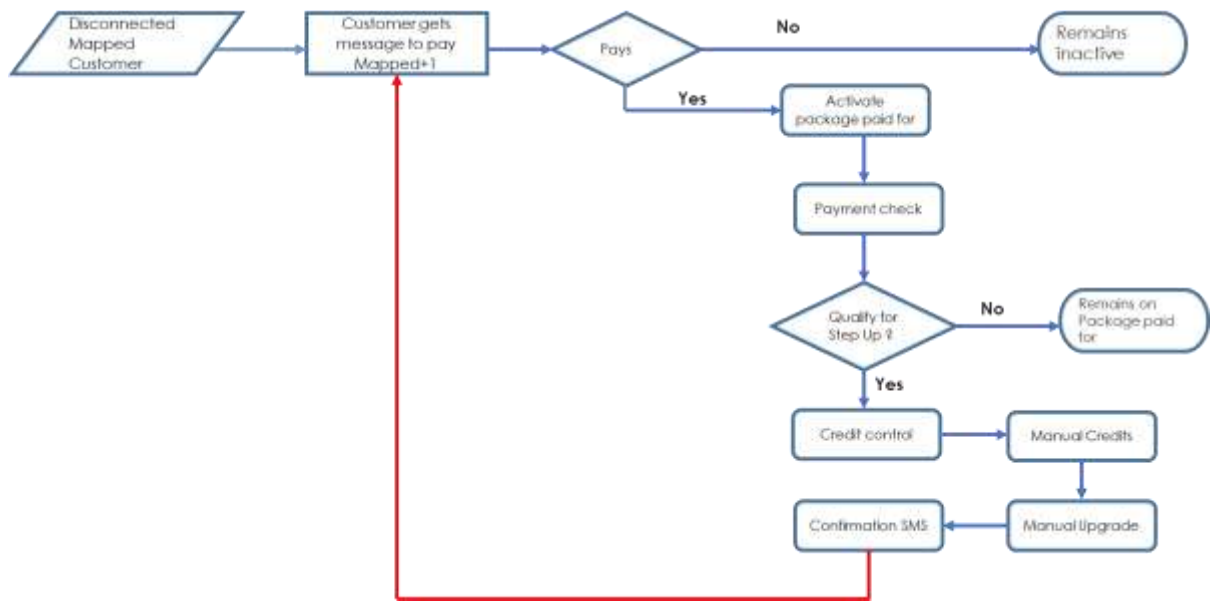 Disconnected
Mapped
Customer
Customer gets
message to pay
Mapped+1
Pays
No
Remains
inactive
Yes
Activate
package paid for
Payment check
Qualify for
Step Up ?
No
Remains on
Package paid
for
Yes
Credit control
Manual Credits
Confirmation SMS
Manual Upgrade